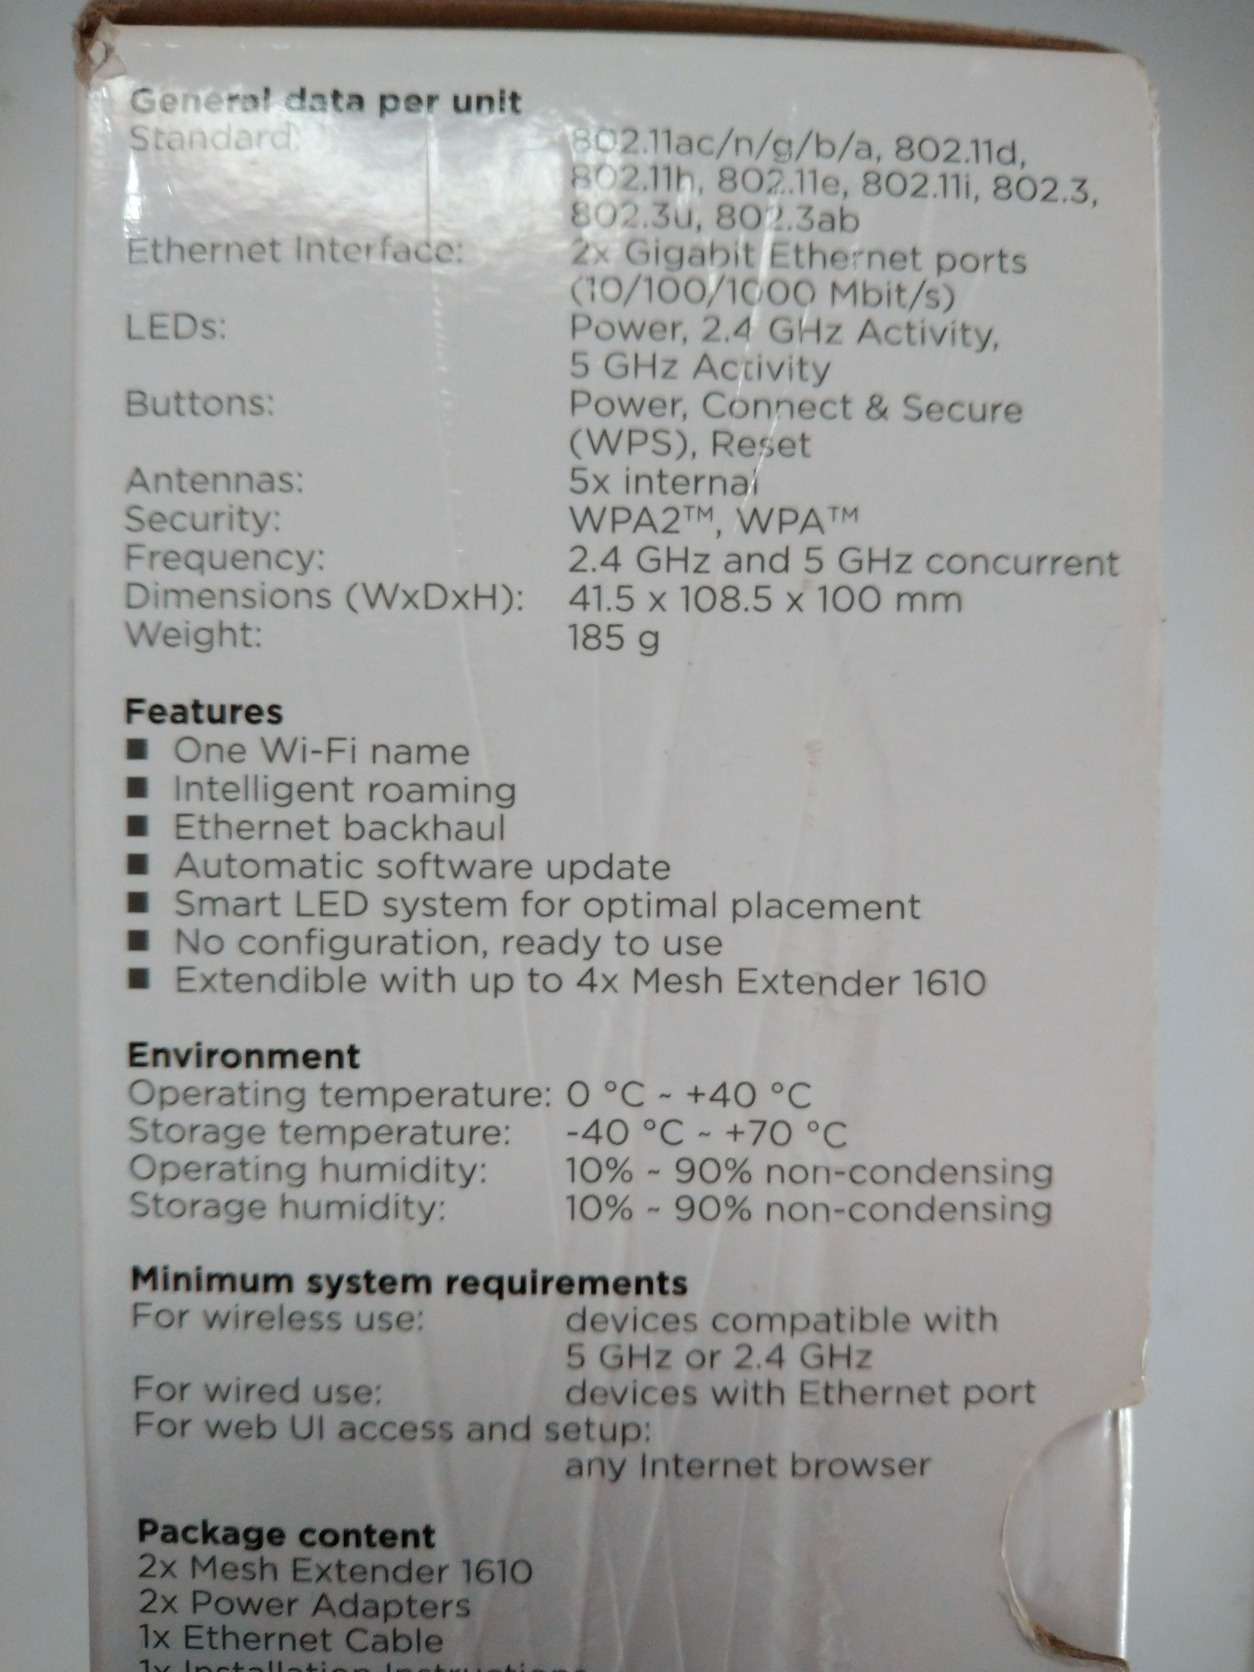 General data per unit
Standard: 802.11ac/n/g/b/a, 802.11d,
802.11h, 802.11e, 802.11i, 802.3,
802.3u, 802.3ab
Ethernet Interface: 2x Gigabit Ethernet ports
(10/100/1000 Mbit/s)
LEDs: Power, 2.4 GHz Activity,
5 GHz Activity
Buttons: Power, Connect & Secure
(WPS), Reset
Antennas: 5x internal
Security: WPA2™, WPA™
Frequency: 2.4 GHz and 5 GHz concurrent
Dimensions (WxDxH): 41.5 x 108.5 x 100 mm
Weight: 185 g
Features
■ One Wi-Fi name
■ Intelligent roaming
■ Ethernet backhaul
■ Automatic software update
■ Smart LED system for optimal placement
■ No configuration, ready to use
■ Extendible with up to 4x Mesh Extender 1610
Environment
Operating temperature: 0 °C ~ +40 °C
Storage temperature: -40 °C ~ +70 °C
Operating humidity: 10% ~ 90% non-condensing
Storage humidity: 10% ~ 90% non-condensing
Minimum system requirements
For wireless use: devices compatible with
5 GHz or 2.4 GHz
For wired use: devices with Ethernet port
For web UI access and setup:
any Internet browser
Package content
2x Mesh Extender 1610
2x Power Adapters
1x Ethernet Cable
1x Installation Instructions